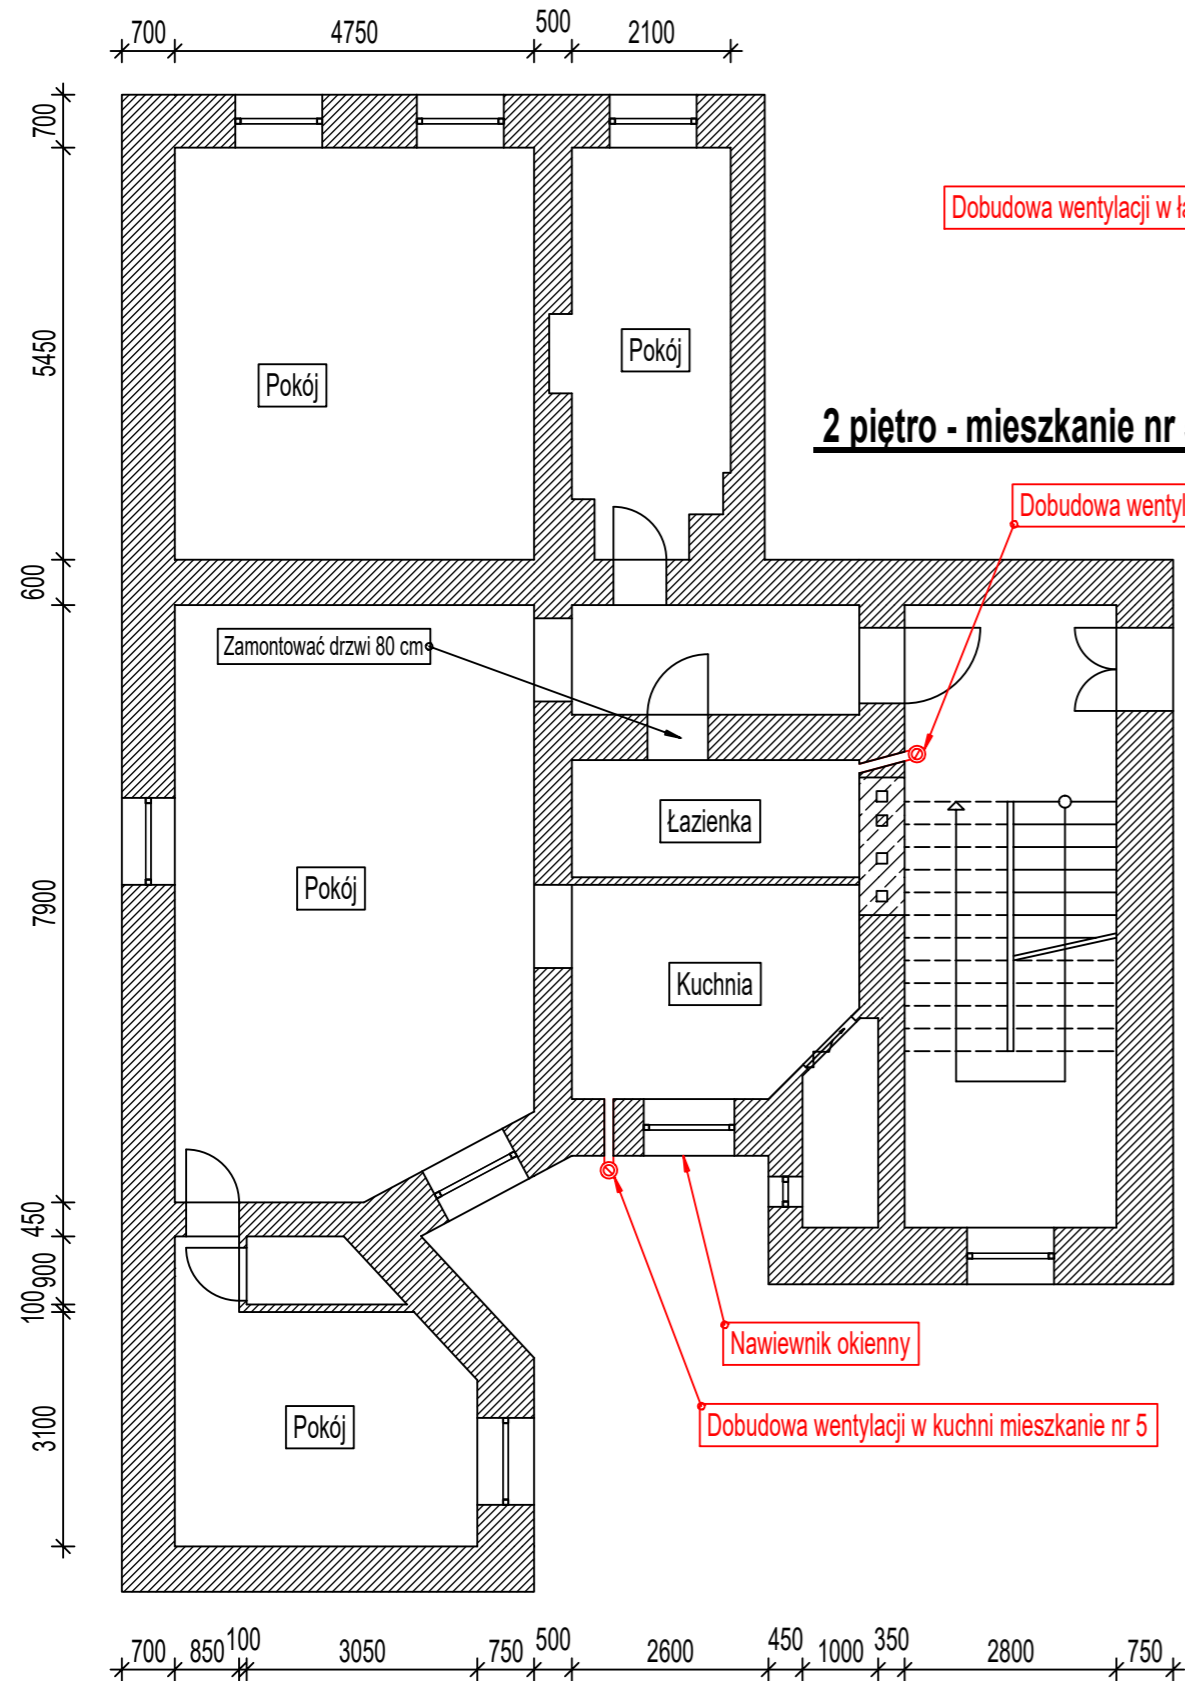 700 4750 500 2100
700
5450
600
7900
450
900
100
3100
Dobudowa wentylacji w
Pokój
Pokój
2 piętro - mieszkanie nr
Dobudowa
Zamontować drzwi 80 cm
Łazienka
Pokój
Kuchnia
Nawiewnik okienny
Pokój
Dobudowa wentylacji w kuchni mieszkanie nr 5
700 850 100 3050 750 500 2600 450 1000 350 2800 750